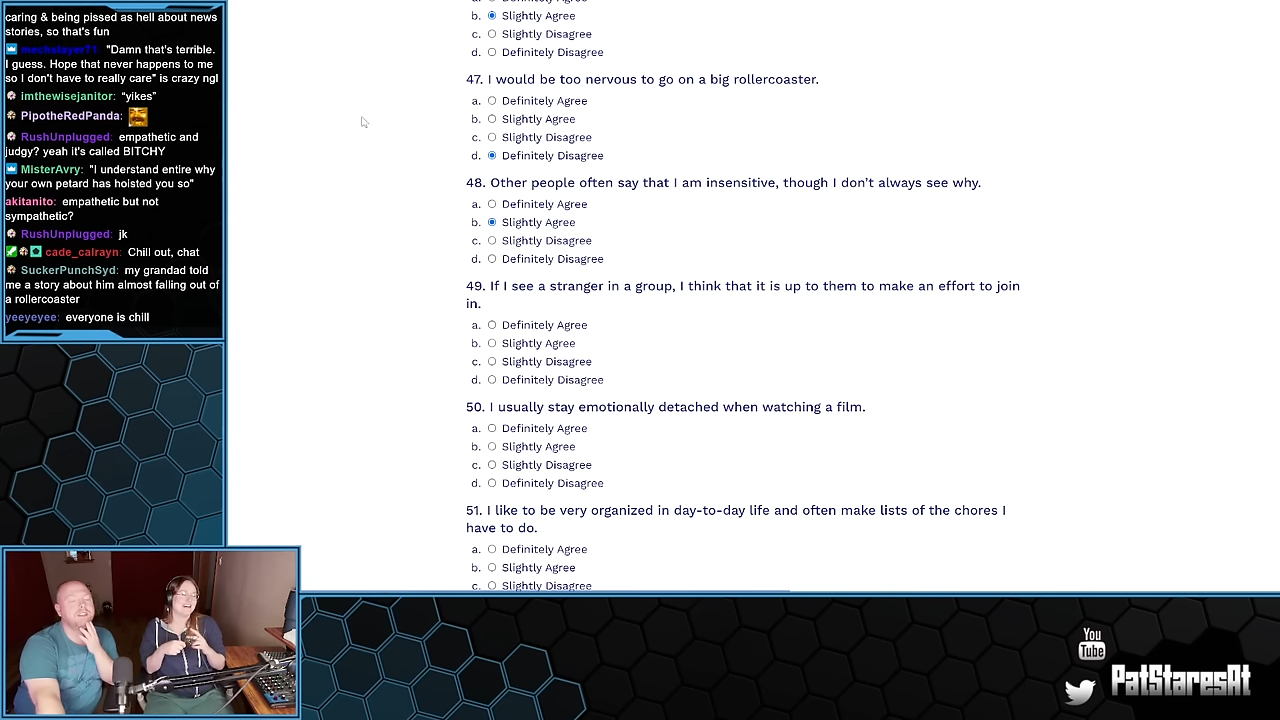 caring & being pissed as hell about news
stories, so that's fun
mechslayer71: "Damn that's terrible.
I guess. Hope that never happens to me
so I don't have to really care" is crazy ngl
imthewisejanitor: “yikes”
PipotheRedPanda:
RushUnplugged: empathetic and
judgy? yeah it's called BITCHY
MisterAvry: "I understand entire why
your own petard has hoisted you so"
akitanito: empathetic but not
sympathetic?
RushUnplugged: jk
cade_calrayn: Chill out, chat
SuckerPunchSyd: my grandad told
me a story about him almost falling out of
a rollercoaster
yeeyeyee: everyone is chill
b. Slightly Agree
c. Slightly Disagree
d. Definitely Disagree
47. I would be too nervous to go on a big rollercoaster.
a. Definitely Agree
b. Slightly Agree
c. Slightly Disagree
d. Definitely Disagree
48. Other people often say that I am insensitive, though I don’t always see why.
a. Definitely Agree
b. Slightly Agree
c. Slightly Disagree
d. Definitely Disagree
49. If I see a stranger in a group, I think that it is up to them to make an effort to join
in.
a. Definitely Agree
b. Slightly Agree
c. Slightly Disagree
d. Definitely Disagree
50. I usually stay emotionally detached when watching a film.
a. Definitely Agree
b. Slightly Agree
c. Slightly Disagree
d. Definitely Disagree
51. I like to be very organized in day-to-day life and often make lists of the chores I
have to do.
a. Definitely Agree
b. Slightly Agree
c. Slightly Disagree
You
Tube
PatStaresAt